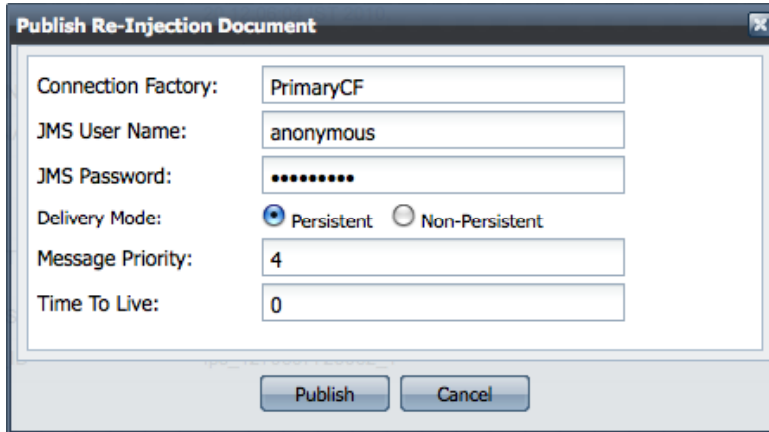 Publish Re-Injection Document
Connection Factory: PrimaryCF
JMS User Name: anonymous
JMS Password: •••••••••
Delivery Mode: Persistent Non-Persistent
Message Priority: 4
Time To Live: 0
Publish Cancel